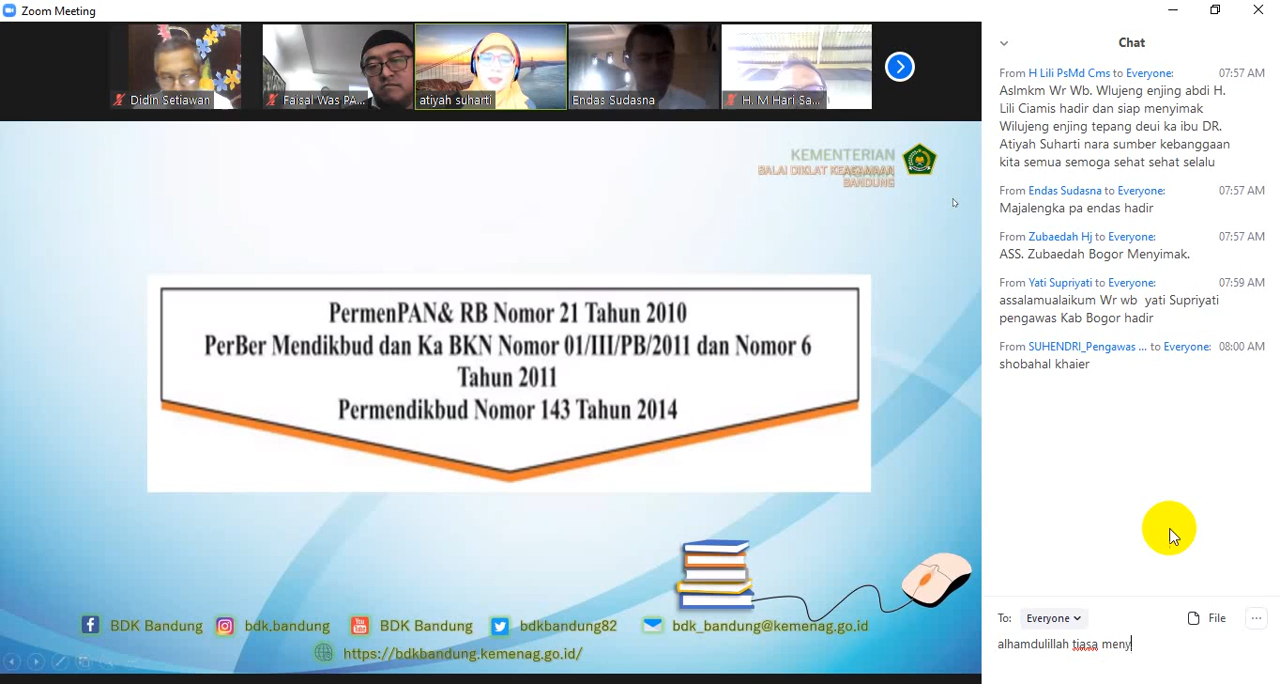 Zoom Meeting
Didin Setiawan
Faisal Was PA...
atiyah suharti
Endas Sudasna
H. M Hari Sa...
KEMENTERIAN
BALAI DIKLAT KEAGAMAAN
BANDUNG
PermenPAN& RB Nomor 21 Tahun 2010
PerBer Mendikbud dan Ka BKN Nomor 01/III/PB/2011 dan Nomor 6
Tahun 2011
Permendikbud Nomor 143 Tahun 2014
BDK Bandung
bdk.bandung
BDK Bandung
bdkbandung82
bdk_bandung@kemenag.go.id
https://bdkbandung.kemenag.go.id/
Chat
From H Lili PsMd Cms to Everyone: 07:57 AM
Aslmkm Wr Wb. Wlujeng enjing abdi H.
Lili Ciamis hadir dan siap menyimak
Wilujeng enjing tepang deui ka ibu DR.
Atiyah Suharti nara sumber kebanggaan
kita semua semoga sehat sehat selalu
From Endas Sudasna to Everyone: 07:57 AM
Majalengka pa endas hadir
From Zubaedah Hj to Everyone: 07:57 AM
ASS. Zubaedah Bogor Menyimak.
From Yati Supriyati to Everyone: 07:59 AM
assalamualaikum Wr wb  yati Supriyati
pengawas Kab Bogor hadir
From SUHENDRI_Pengawas ... to Everyone: 08:00 AM
shobahal khaier
To: Everyone File ...
alhamdulillah tiasa meny